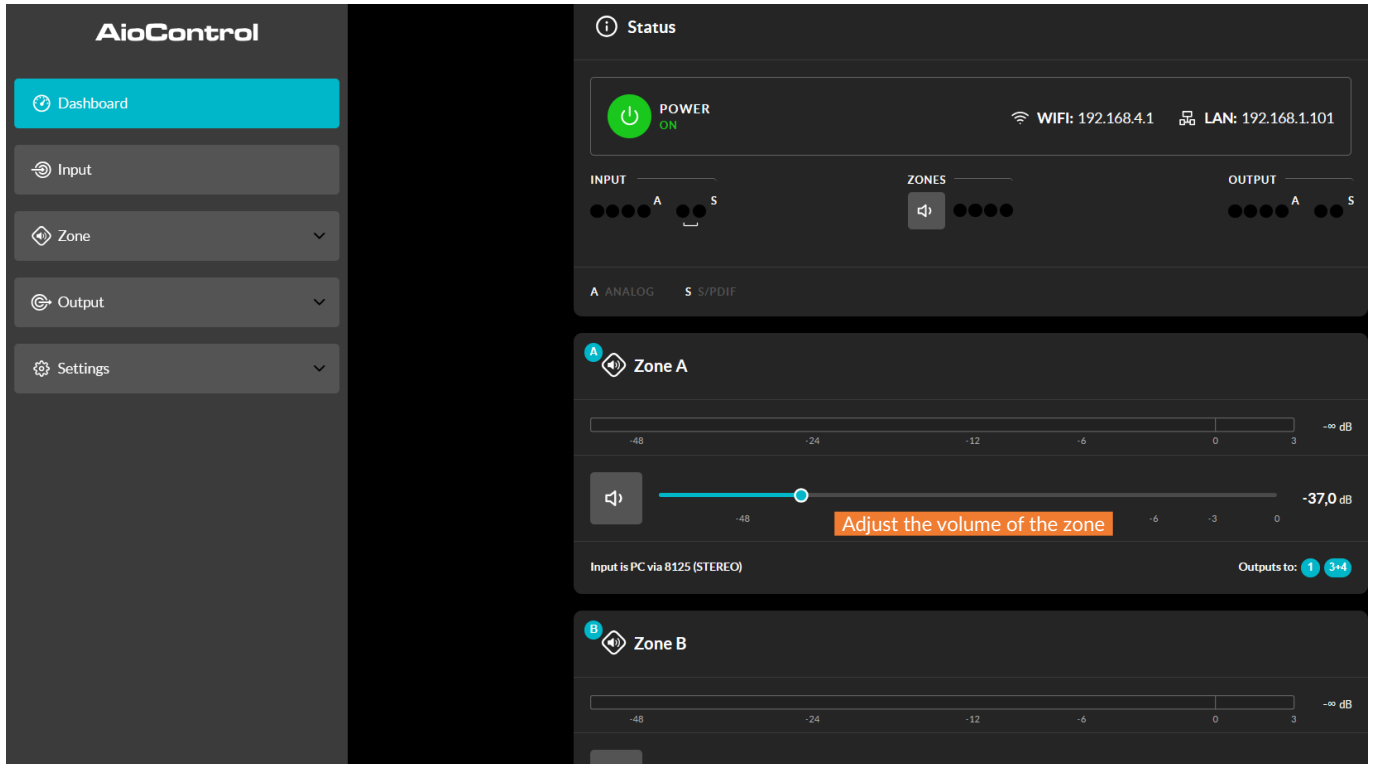 AioControl
Dashboard
Input
Zone
Output
Settings
Status
POWER
ON
WIFI: 192.168.4.1 LAN: 192.168.1.101
INPUT ZONES OUTPUT
A S A S
A ANALOG S S/PDIF
A
Zone A
-∞ dB
-48 -24 -12 -6 0 3
-37,0 dB
-48 -6 -3 0
Adjust the volume of the zone
Input is PC via 8125 (STEREO) Outputs to: 1 3+4
B
Zone B
-∞ dB
-48 -24 -12 -6 0 3